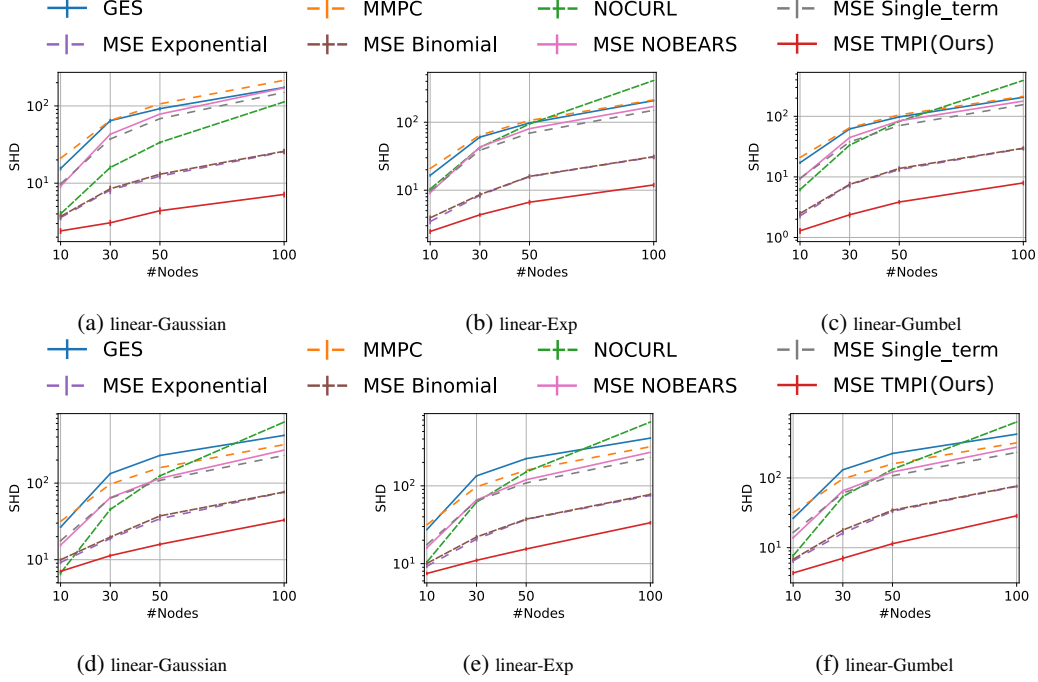 GES MMPC NOCURL MSE Single_term
MSE Exponential MSE Binomial MSE NOBEARS MSE TMPI(Ours)
10² 10¹ SHD 10 30 50 100 #Nodes
10² 10¹ SHD 10 30 50 100 #Nodes
10² 10¹ 10⁰ SHD 10 30 50 100 #Nodes
(a) linear-Gaussian (b) linear-Exp (c) linear-Gumbel
GES MMPC NOCURL MSE Single_term
MSE Exponential MSE Binomial MSE NOBEARS MSE TMPI(Ours)
10² 10¹ SHD 10 30 50 100 #Nodes
10² 10¹ SHD 10 30 50 100 #Nodes
10² 10¹ SHD 10 30 50 100 #Nodes
(d) linear-Gaussian (e) linear-Exp (f) linear-Gumbel